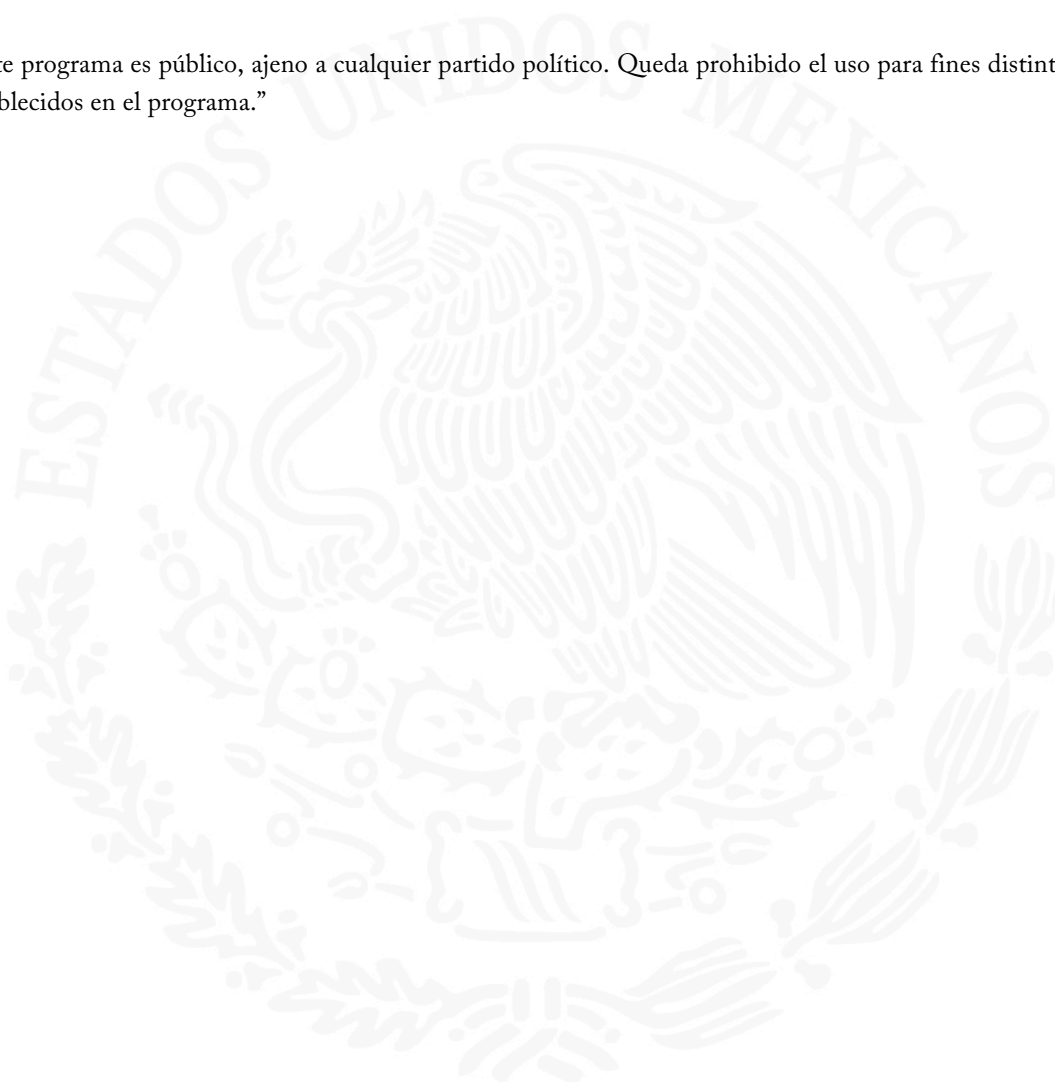 te programa es público, ajeno a cualquier partido político. Queda prohibido el uso para fines distint
blecidos en el programa.”
ESTADOS UNIDOS MEXICANOS